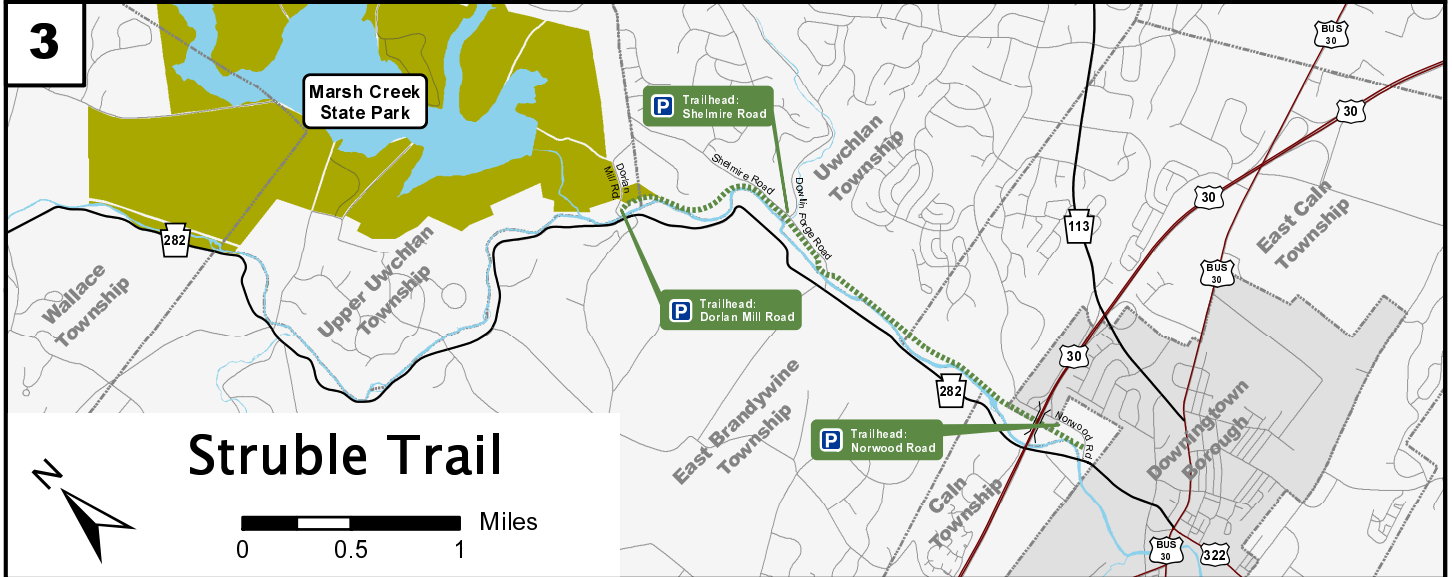 3
Marsh Creek
State Park
P
Trailhead:
Shelmire Road
Uwchlan
Township
Shelmire Road
Dorlan
Mill Rd.
Dowlin Forge Road
BUS
30
30
30
113
East Caln
Township
BUS
30
282
Wallace
Township
Upper Uwchlan
Township
P
Trailhead:
Dorlan Mill Road
30
282
East Brandywine
Township
P
Trailhead:
Norwood Road
Norwood Rd.
Downingtown
Borough
Caln
Township
Struble Trail
N
Miles
0 0.5 1
BUS
30
322